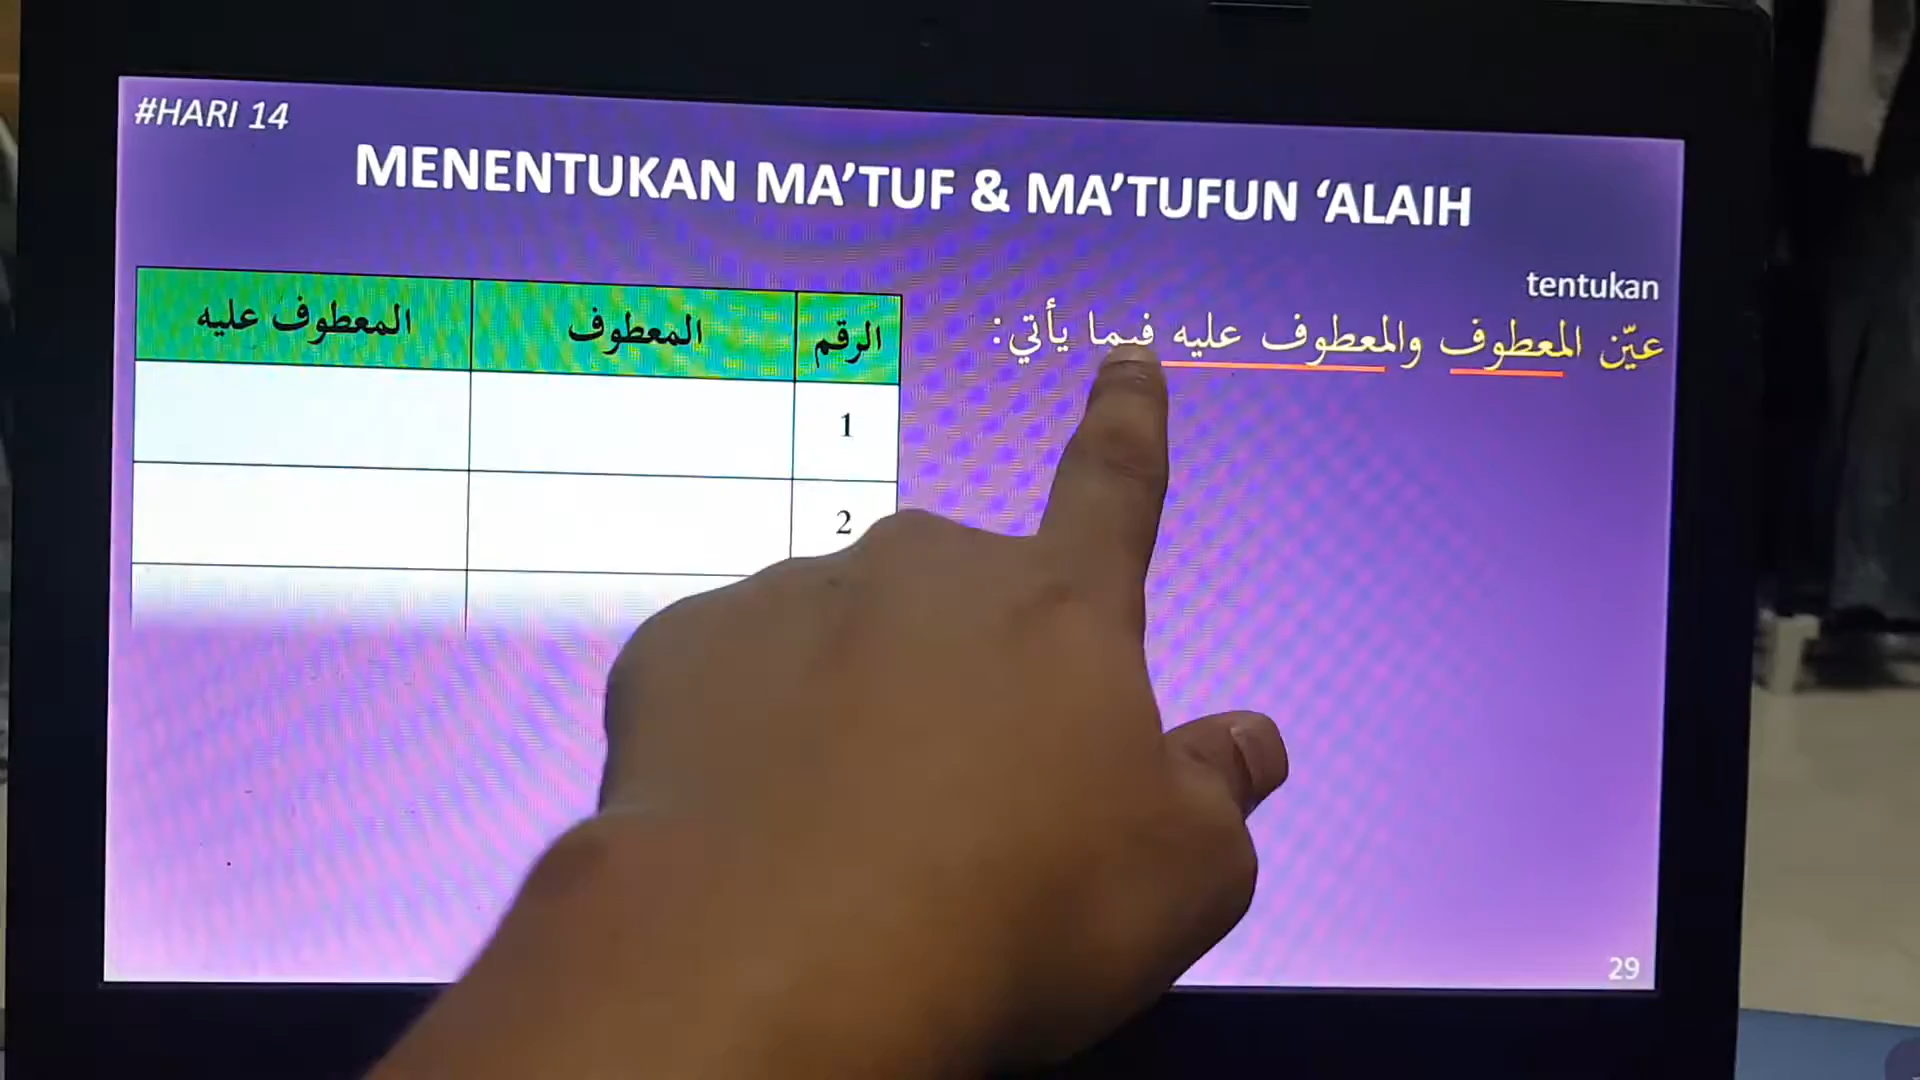 #HARI 14
MENENTUKAN MA’TUF & MA’TUFUN ‘ALAIH
tentukan
عيّن المعطوف والمعطوف عليه فيما يأتي:
الرقم المعطوف المعطوف عليه
1
2
29